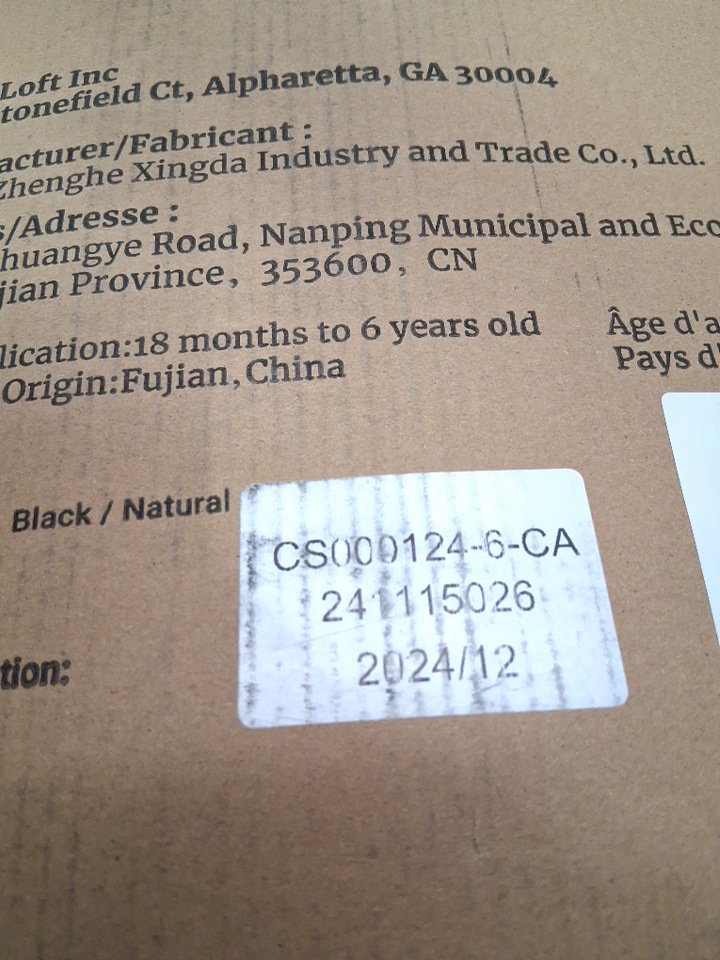 Loft Inc
tonefield Ct, Alpharetta, GA 30004
acturer/Fabricant :
Zhenghe Xingda Industry and Trade Co., Ltd.
s/Adresse :
huangye Road, Nanping Municipal and Eco
jian Province, 353600, CN
lication:18 months to 6 years old
Âge d'a
Origin:Fujian, China
Pays d'
Black / Natural
CS000124-6-CA
241115026
2024/12
tion: